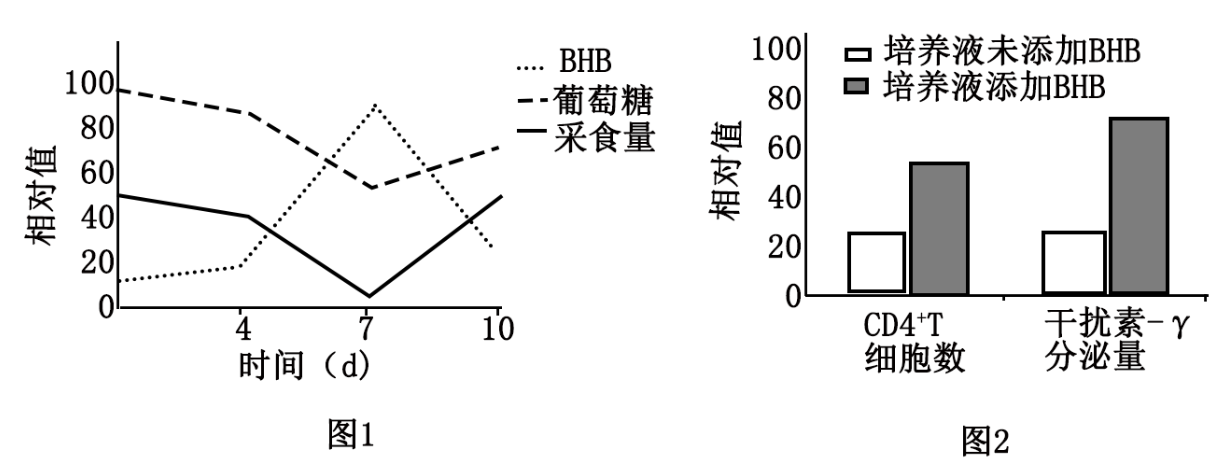 相对值
100
80
60
40
20
0
4
7
10
时间（d)
BHB
葡萄糖
采食量
图1
相对值
100
80
60
40
20
0
培养液未添加BHB
培养液添加BHB
CD4⁺T
细胞数
干扰素-γ
分泌量
图2